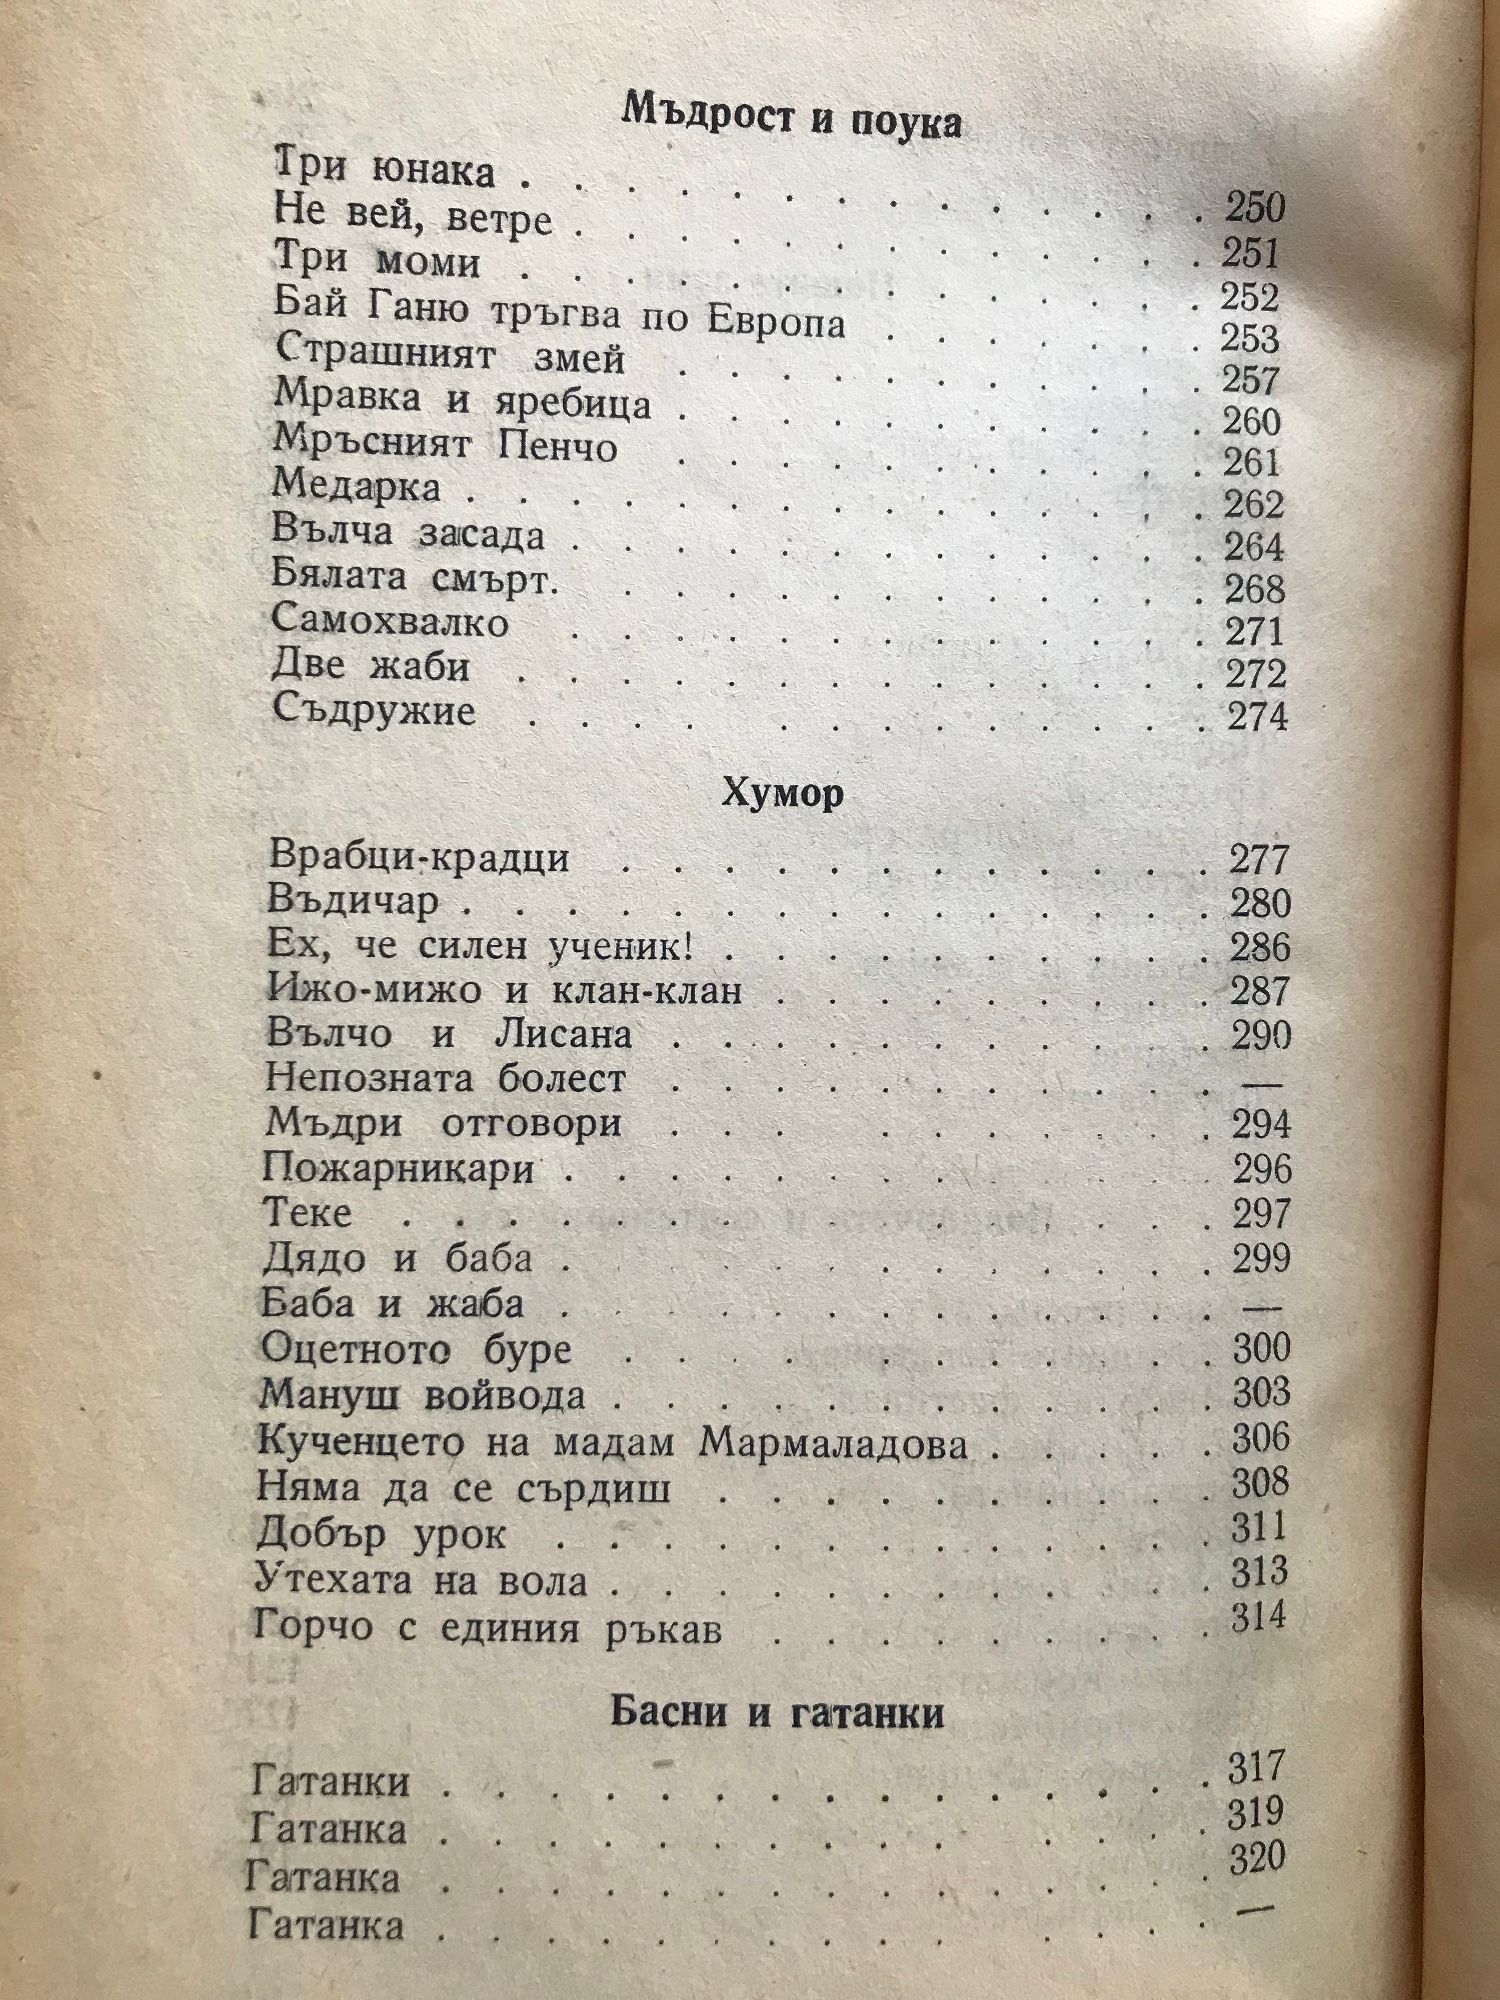 Мъдрост и поука
Три юнака . . . . . . . . . . . . . . 250
Не вей, ветре . . . . . . . . . . . . . 251
Три моми . . . . . . . . . . . . . . 252
Бай Ганю тръгва по Европа . . . . . . . 253
Страшният змей . . . . . . . . . . . 257
Мравка и яребица . . . . . . . . . . . 260
Мръсният Пенчо . . . . . . . . . . . 261
Медарка . . . . . . . . . . . . . . . 262
Вълча засада . . . . . . . . . . . . . 264
Бялата смърт. . . . . . . . . . . . . . 268
Самохвалко . . . . . . . . . . . . . 271
Две жаби . . . . . . . . . . . . . . 272
Съдружие . . . . . . . . . . . . . 274
Хумор
Врабци-крадци . . . . . . . . . . . . 277
Въдичар . . . . . . . . . . . . . . . 280
Ех, че силен ученик! . . . . . . . . . . 286
Ижо-мижо и клан-клан . . . . . . . . . 287
Вълчо и Лисана . . . . . . . . . . . 290
Непозната болест . . . . . . . . . . . —
Мъдри отговори . . . . . . . . . . 294
Пожарникари . . . . . . . . . . . . . 296
Теке . . . . . . . . . . . . . . . . 297
Дядо и баба . . . . . . . . . . . . . 299
Баба и жаба . . . . . . . . . . . . . —
Оцетното буре . . . . . . . . . . . . 300
Мануш войвода . . . . . . . . . . . . 303
Кученцето на мадам Мармаладова . . . . . 306
Няма да се сърдиш . . . . . . . . . . 308
Добър урок . . . . . . . . . . . . . 311
Утехата на вола . . . . . . . . . . . . 313
Горчо с единия ръкав . . . . . . . . . 314
Басни и гатанки
Гатанки . . . . . . . . . . . . . . . 317
Гатанка . . . . . . . . . . . . . . 319
Гатанка . . . . . . . . . . . . . . . 320
Гатанка . . . . . . . . . . . . . . —